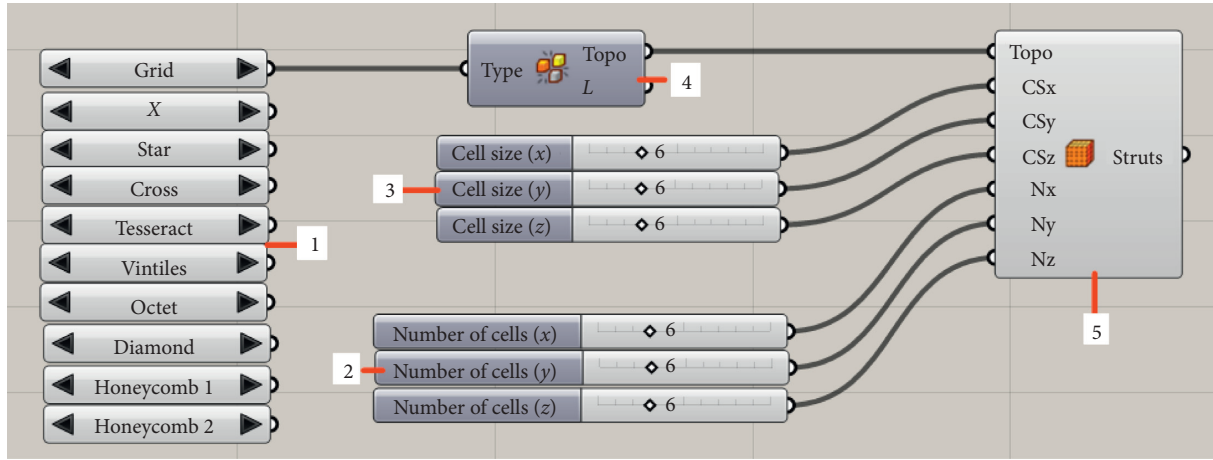 Grid
X
Star
Cross
Tesseract
Vintiles
Octet
Diamond
Honeycomb 1
Honeycomb 2
1
Type
Topo
L
4
Cell size (x) 6
Cell size (y) 6
Cell size (z) 6
3
Number of cells (x) 6
Number of cells (y) 6
Number of cells (z) 6
2
Topo
CSx
CSy
CSz
Nx
Ny
Nz
Struts
5